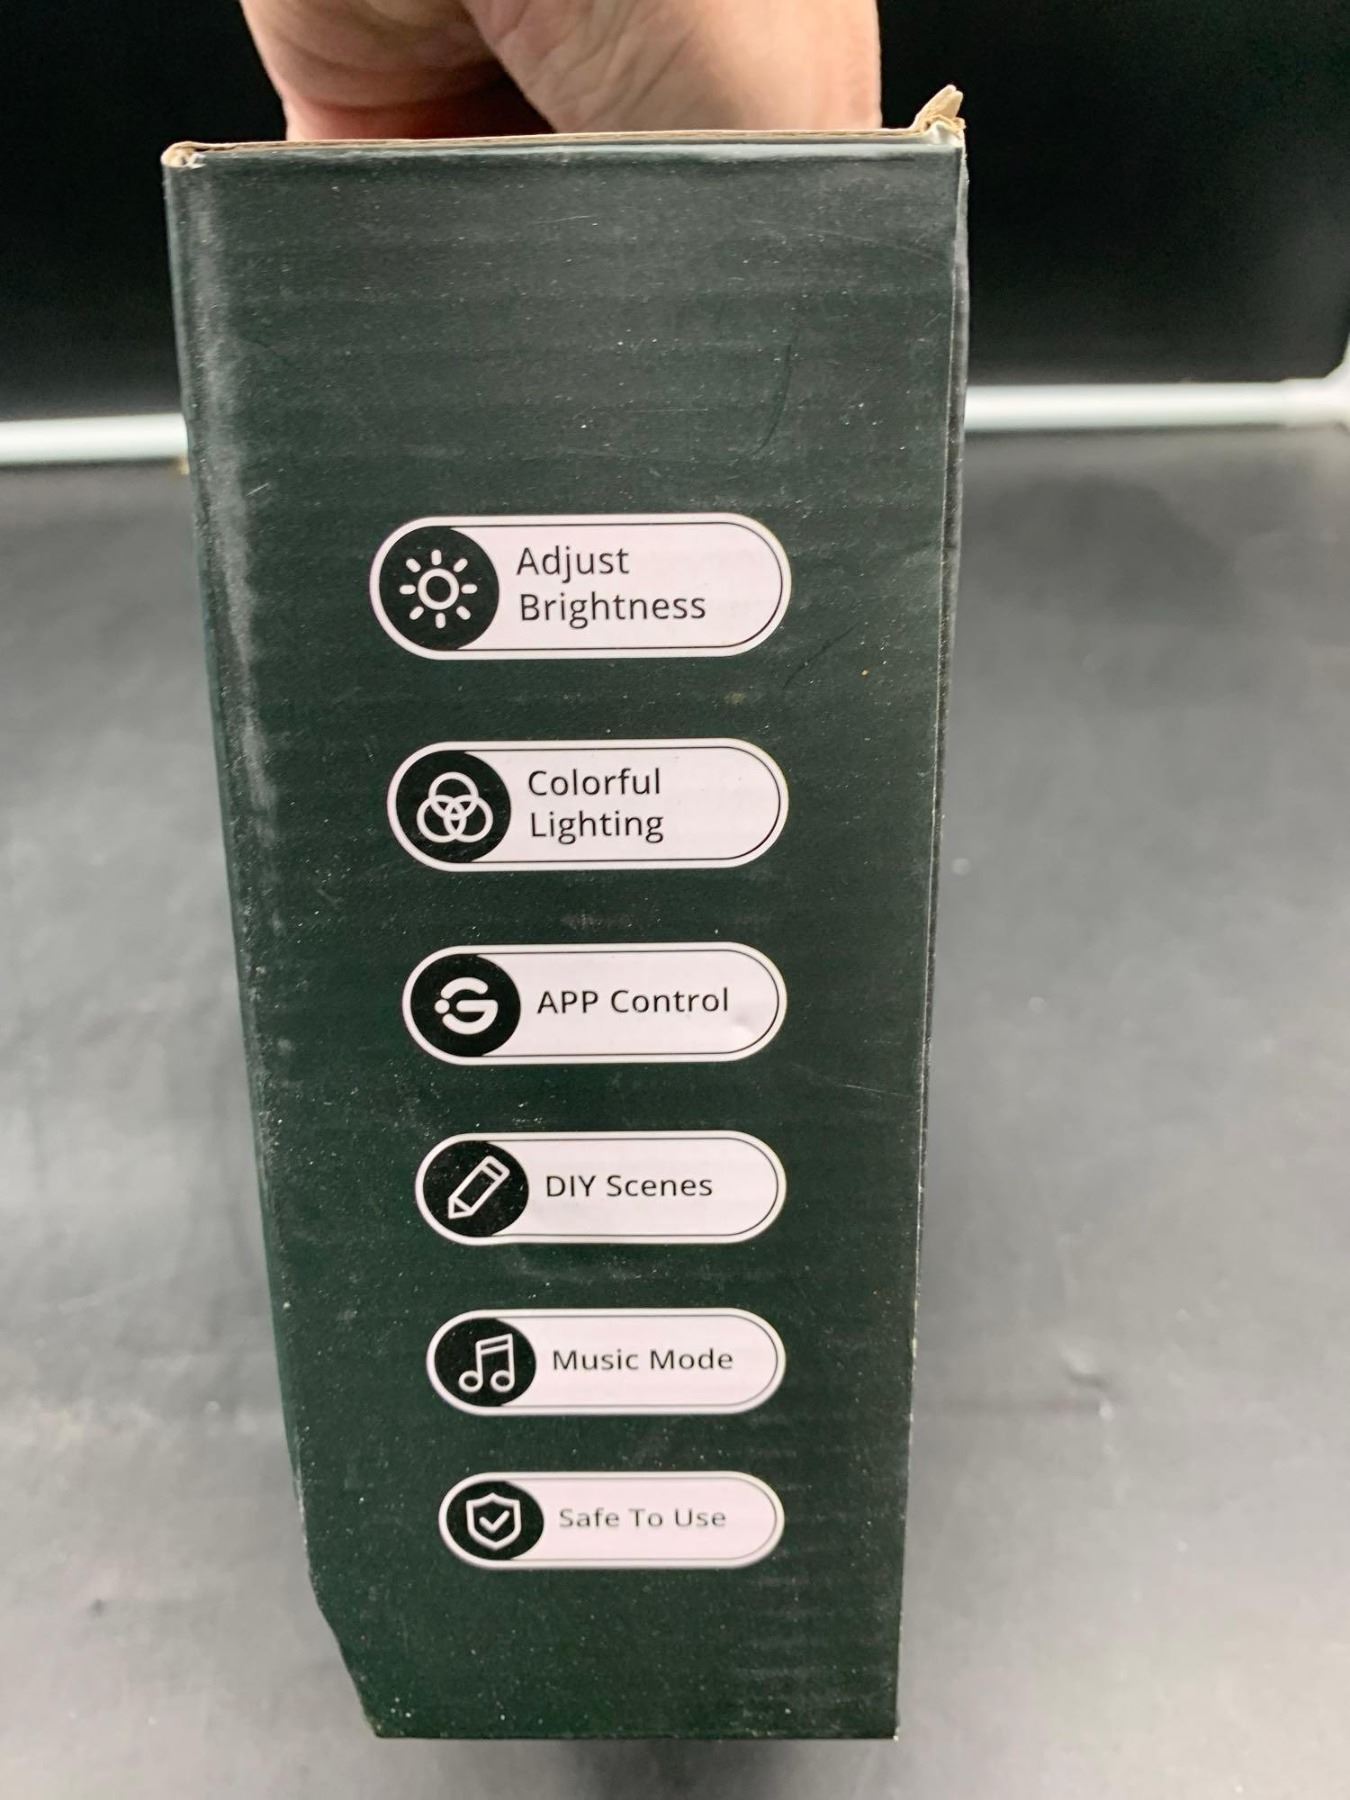 Adjust
Brightness
Colorful
Lighting
APP Control
DIY Scenes
Music Mode
Safe To Use